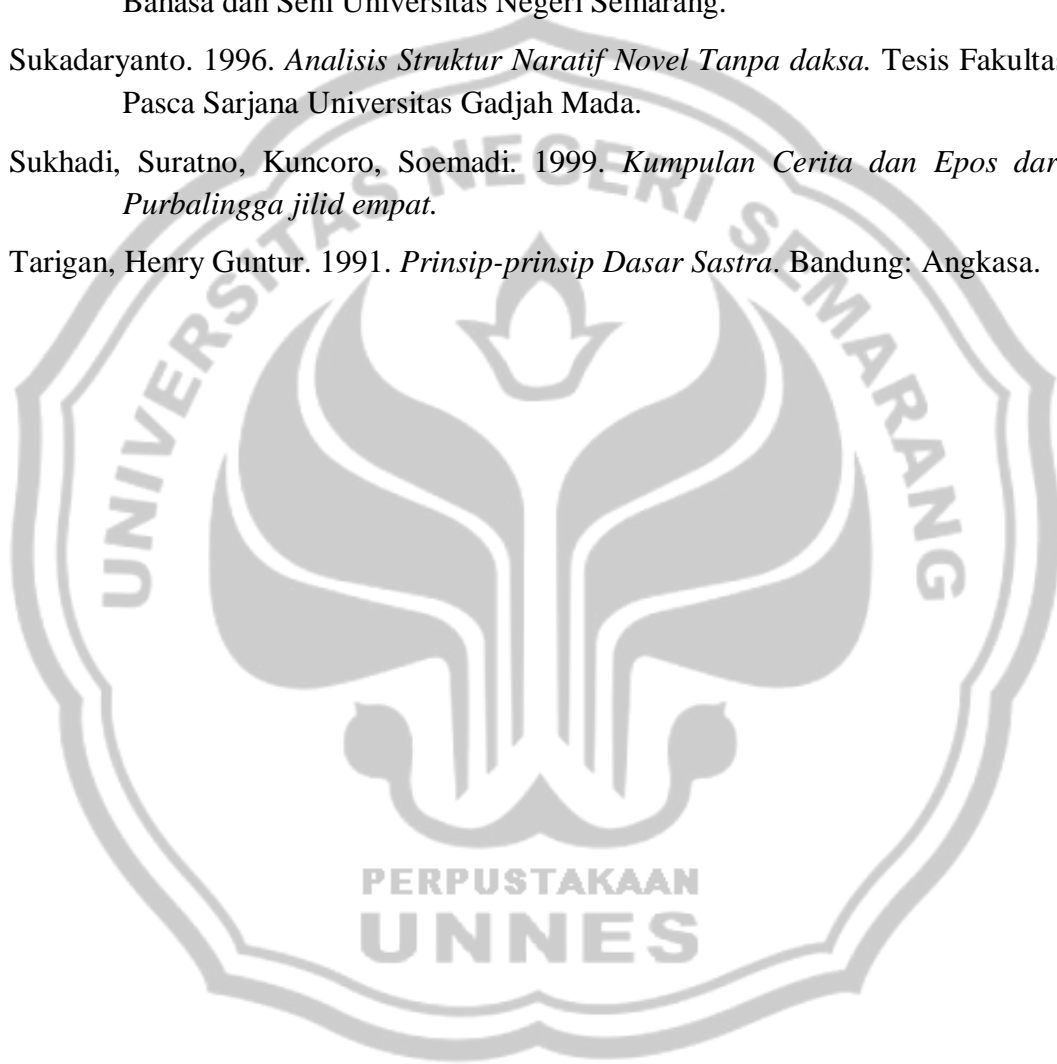 Bahasa dan Seni Universitas Negeri Semarang.
Sukadaryanto. 1996. Analisis Struktur Naratif Novel Tanpa daksa. Tesis Fakultas
Pasca Sarjana Universitas Gadjah Mada.
Sukhadi, Suratno, Kuncoro, Soemadi. 1999. Kumpulan Cerita dan Epos dar
Purbalingga jilid empat.
Tarigan, Henry Guntur. 1991. Prinsip-prinsip Dasar Sastra. Bandung: Angkasa.
UNIVERSITAS NEGERI SEMARANG
PERPUSTAKAAN
UNNES